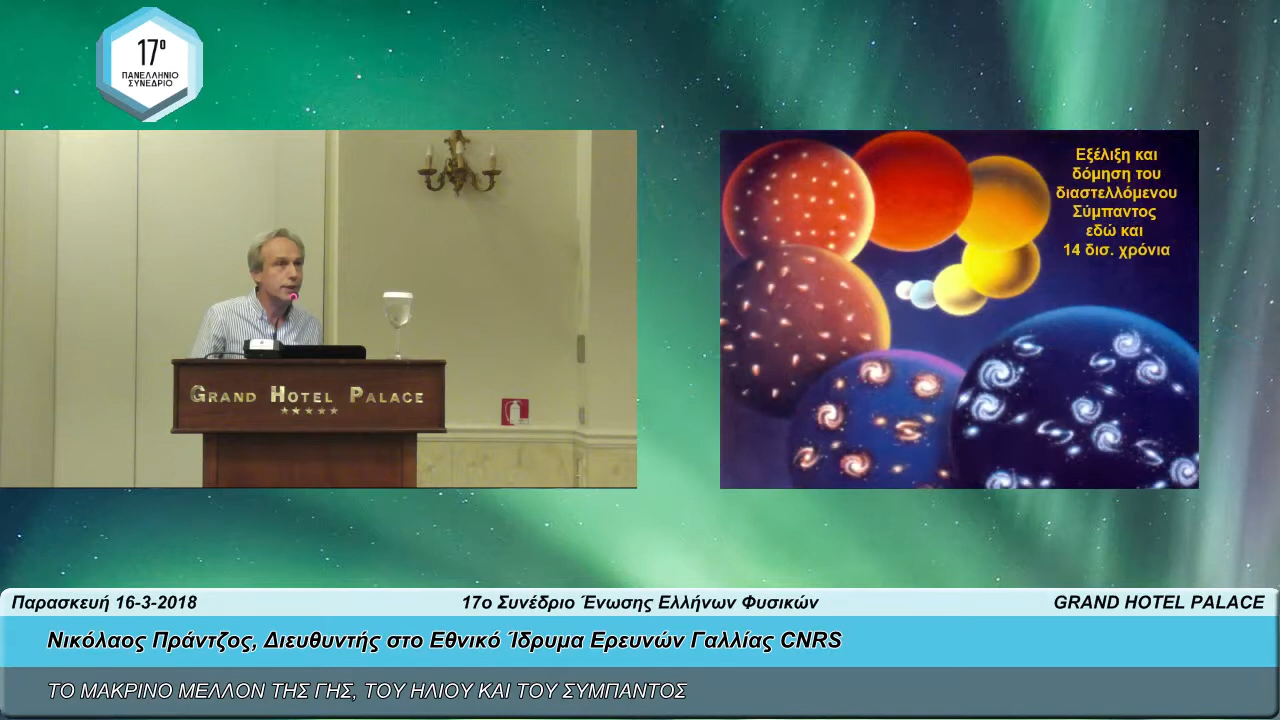 17º
ΠΑΝΕΛΛΗΝΙΟ
ΣΥΝΕΔΡΙΟ
GRAND HOTEL PALACE
★★★★★
Εξέλιξη και
δόμηση του
διαστελλόμενου
Σύμπαντος
εδώ και
14 δισ. χρόνια
Παρασκευή 16-3-2018
17ο Συνέδριο Ένωσης Ελλήνων Φυσικών
GRAND HOTEL PALACE
Νικόλαος Πράντζος, Διευθυντής στο Εθνικό Ίδρυμα Ερευνών Γαλλίας CNRS
ΤΟ ΜΑΚΡΙΝΟ ΜΕΛΛΟΝ ΤΗΣ ΓΗΣ, ΤΟΥ ΗΛΙΟΥ ΚΑΙ ΤΟΥ ΣΥΜΠΑΝΤΟΣ